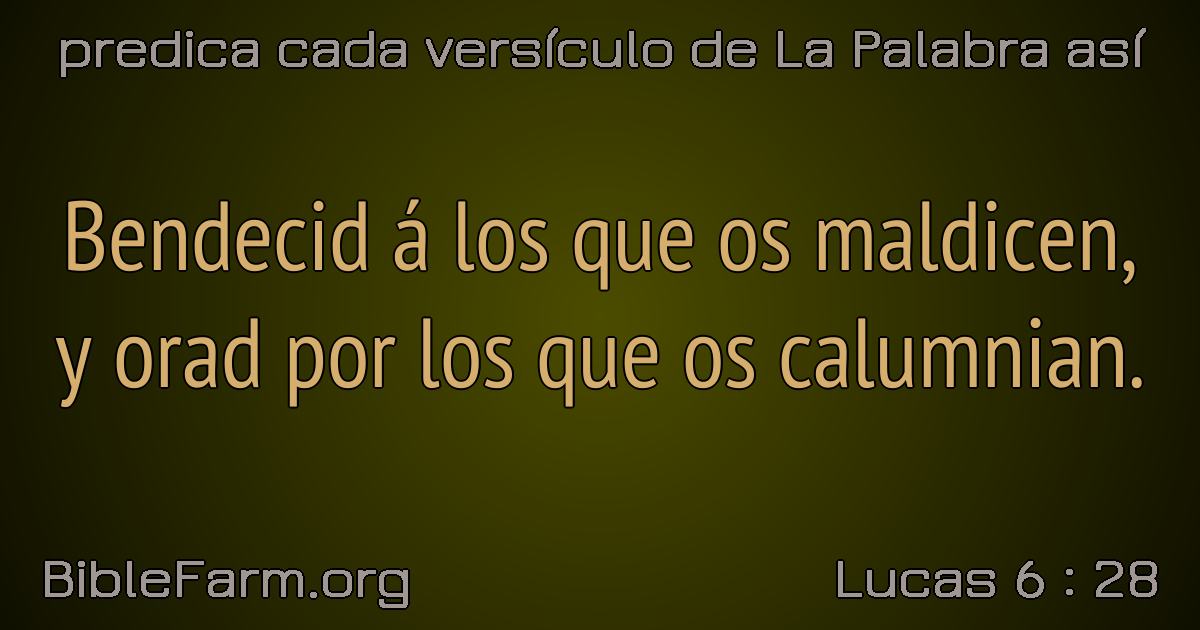 predica cada versículo de La Palabra así
Bendecid á los que os maldicen,
y orad por los que os calumnian.
BibleFarm.org
Lucas 6 : 28